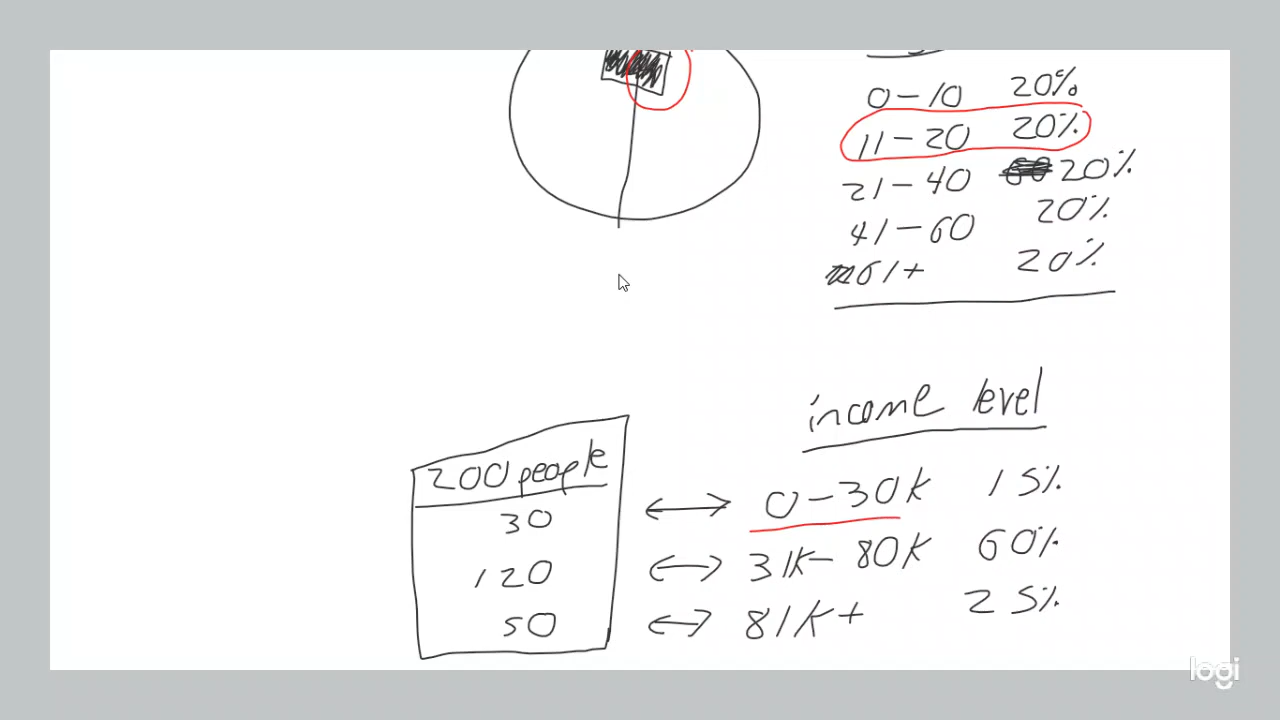 0-10 20%
11-20 20%
21-40 20%
41-60 20%
61+ 20%
income level
200 people
30 ↔ 0-30K 15%
120 ↔ 31K-80K 60%
50 ↔ 81K+ 25%
logi